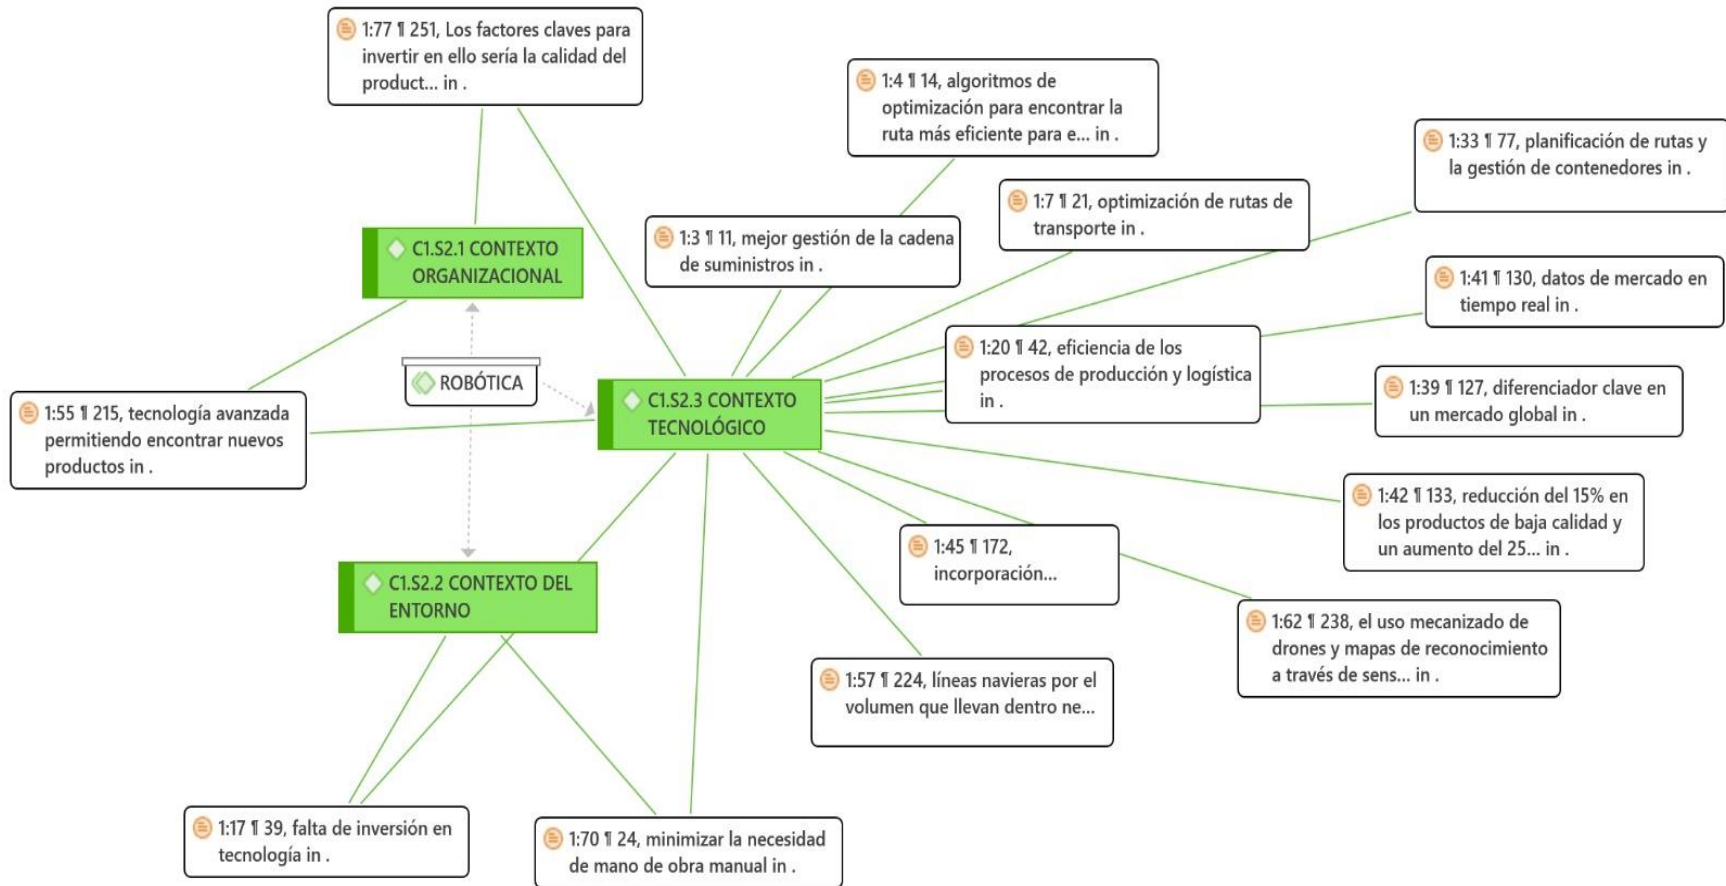 1:77 ¶ 251, Los factores claves para
invertir en ello sería la calidad del
product... in .
1:4 ¶ 14, algoritmos de
optimización para encontrar la
ruta más eficiente para e... in .
1:33 ¶ 77, planificación de rutas y
la gestión de contenedores in .
1:7 ¶ 21, optimización de rutas de
transporte in .
1:3 ¶ 11, mejor gestión de la cadena
de suministros in .
C1.S2.1 CONTEXTO
ORGANIZACIONAL
1:41 ¶ 130, datos de mercado en
tiempo real in .
1:20 ¶ 42, eficiencia de los
procesos de producción y logística
in .
ROBÓTICA
C1.S2.3 CONTEXTO
TECNOLÓGICO
1:39 ¶ 127, diferenciador clave en
un mercado global in .
1:55 ¶ 215, tecnología avanzada
permitiendo encontrar nuevos
productos in .
1:42 ¶ 133, reducción del 15% en
los productos de baja calidad y
un aumento del 25... in .
1:45 ¶ 172,
incorporación...
C1.S2.2 CONTEXTO DEL
ENTORNO
1:62 ¶ 238, el uso mecanizado de
drones y mapas de reconocimiento
a través de sens... in .
1:57 ¶ 224, líneas navieras por el
volumen que llevan dentro ne...
1:17 ¶ 39, falta de inversión en
tecnología in .
1:70 ¶ 24, minimizar la necesidad
de mano de obra manual in .